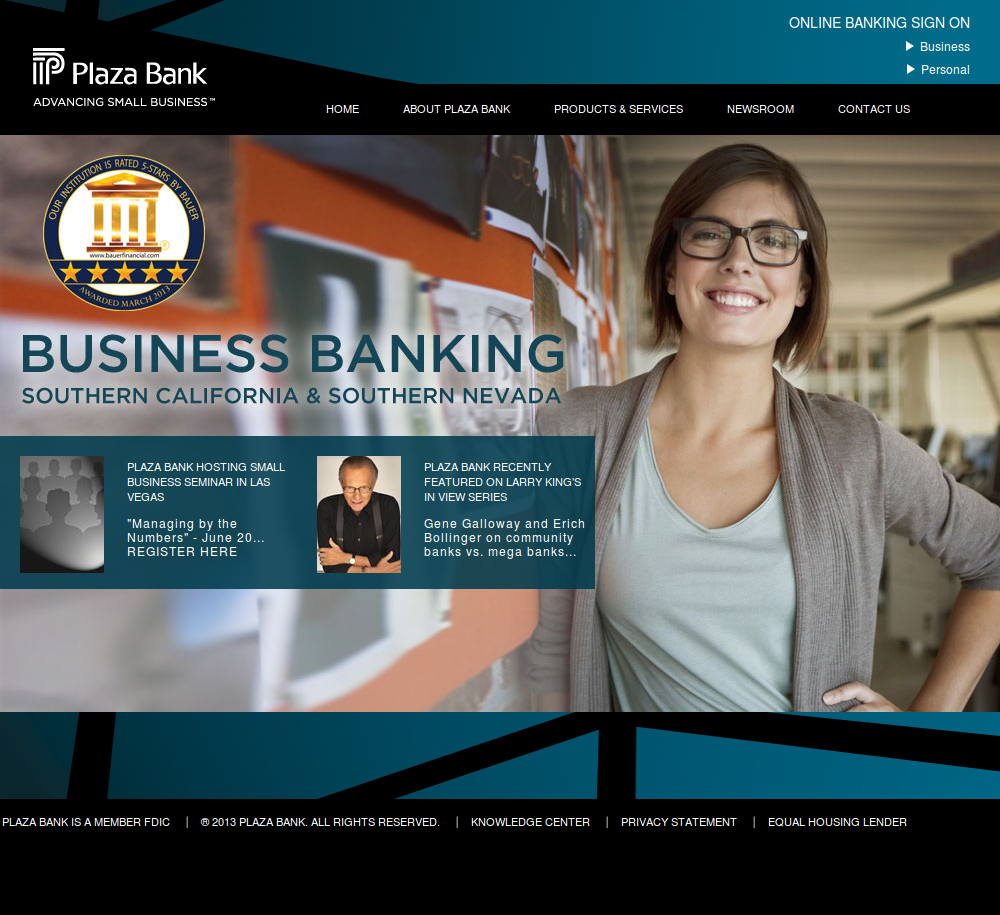 ONLINE BANKING SIGN ON
Business
Personal
Plaza Bank
ADVANCING SMALL BUSINESS™
HOME
ABOUT PLAZA BANK
PRODUCTS & SERVICES
NEWSROOM
CONTACT US
OUR INSTITUTION IS RATED 5-STARS BY BAUER
®
www.bauerfinancial.com
AWARDED MARCH 2013
BUSINESS BANKING
SOUTHERN CALIFORNIA & SOUTHERN NEVADA
PLAZA BANK HOSTING SMALL
BUSINESS SEMINAR IN LAS
VEGAS
"Managing by the
Numbers" - June 20...
REGISTER HERE
PLAZA BANK RECENTLY
FEATURED ON LARRY KING'S
IN VIEW SERIES
Gene Galloway and Erich
Bollinger on community
banks vs. mega banks...
PLAZA BANK IS A MEMBER FDIC | ® 2013 PLAZA BANK. ALL RIGHTS RESERVED. | KNOWLEDGE CENTER | PRIVACY STATEMENT | EQUAL HOUSING LENDER